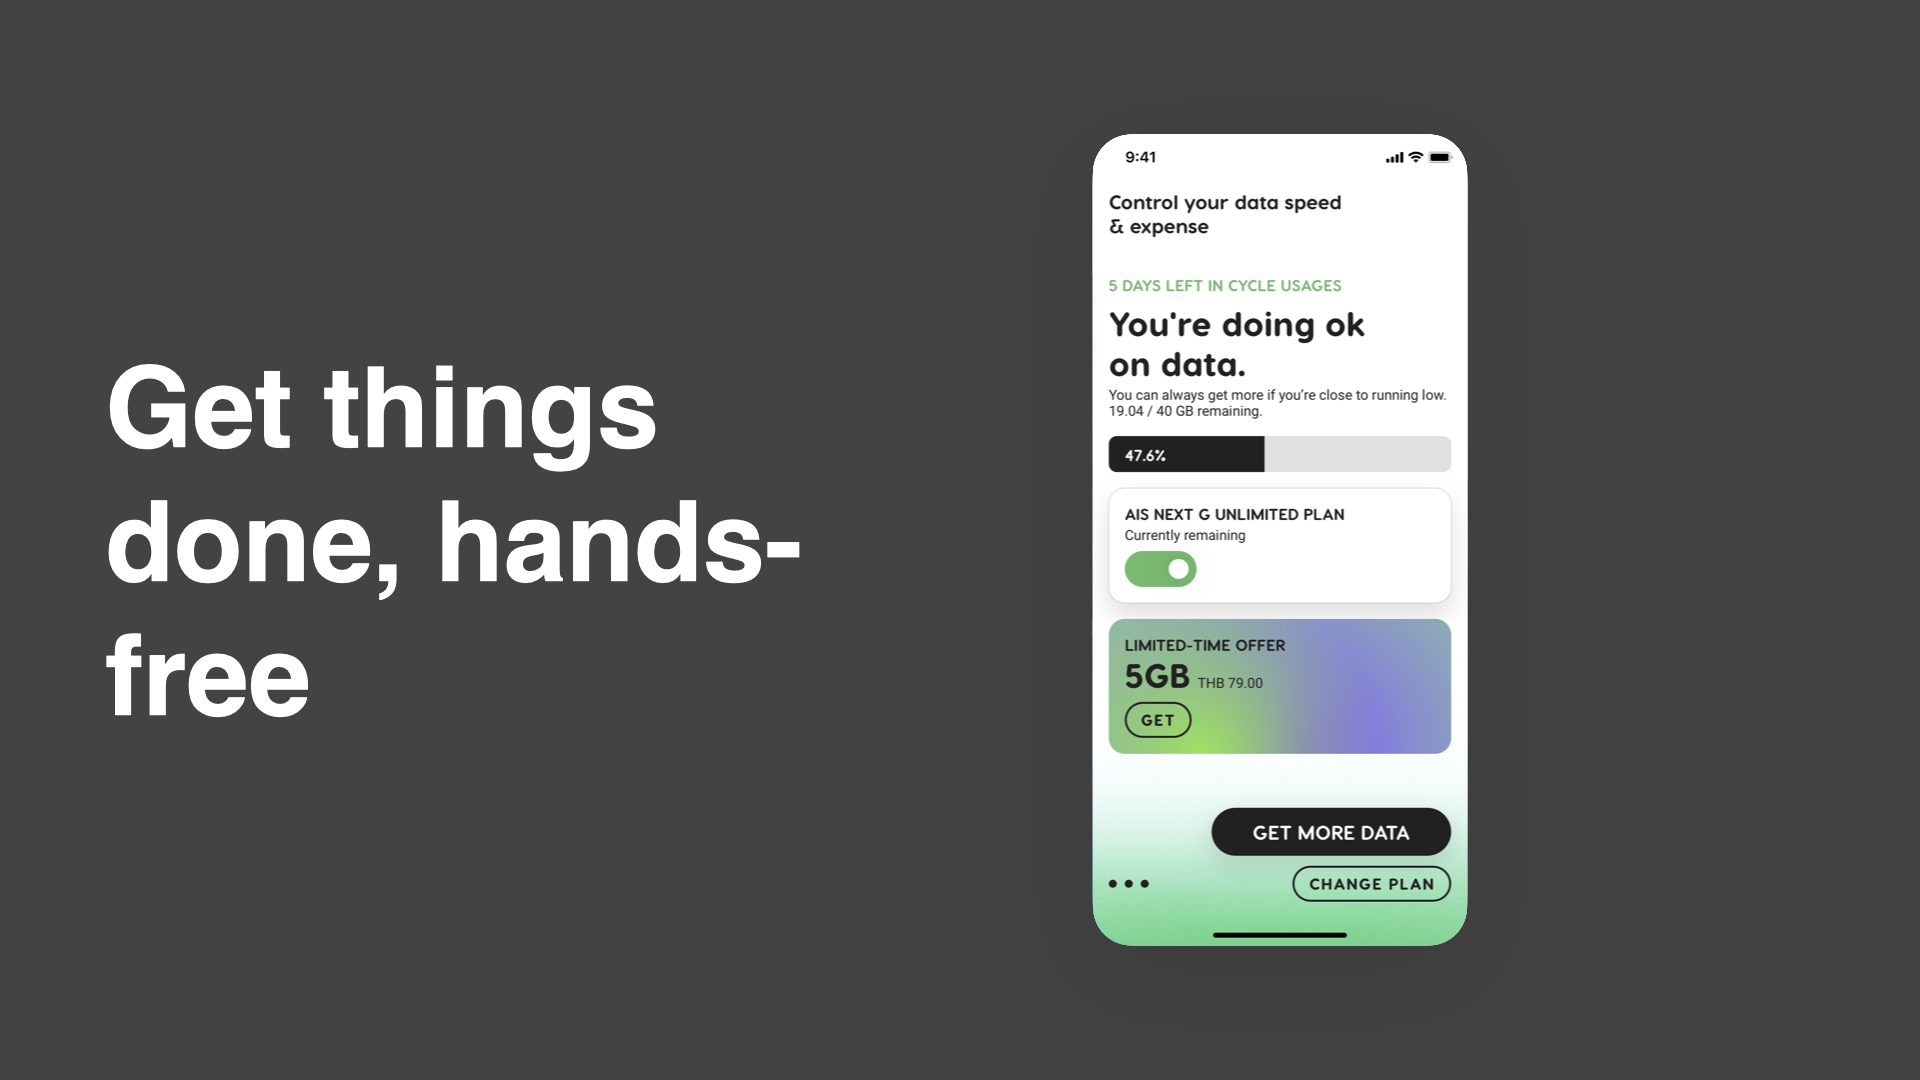 Get things
done, hands-
free
9:41
Control your data speed
& expense
5 DAYS LEFT IN CYCLE USAGES
You're doing ok
on data.
You can always get more if you’re close to running low.
19.04 / 40 GB remaining.
47.6%
AIS NEXT G UNLIMITED PLAN
Currently remaining
LIMITED-TIME OFFER
5GB THB 79.00
GET
GET MORE DATA
CHANGE PLAN